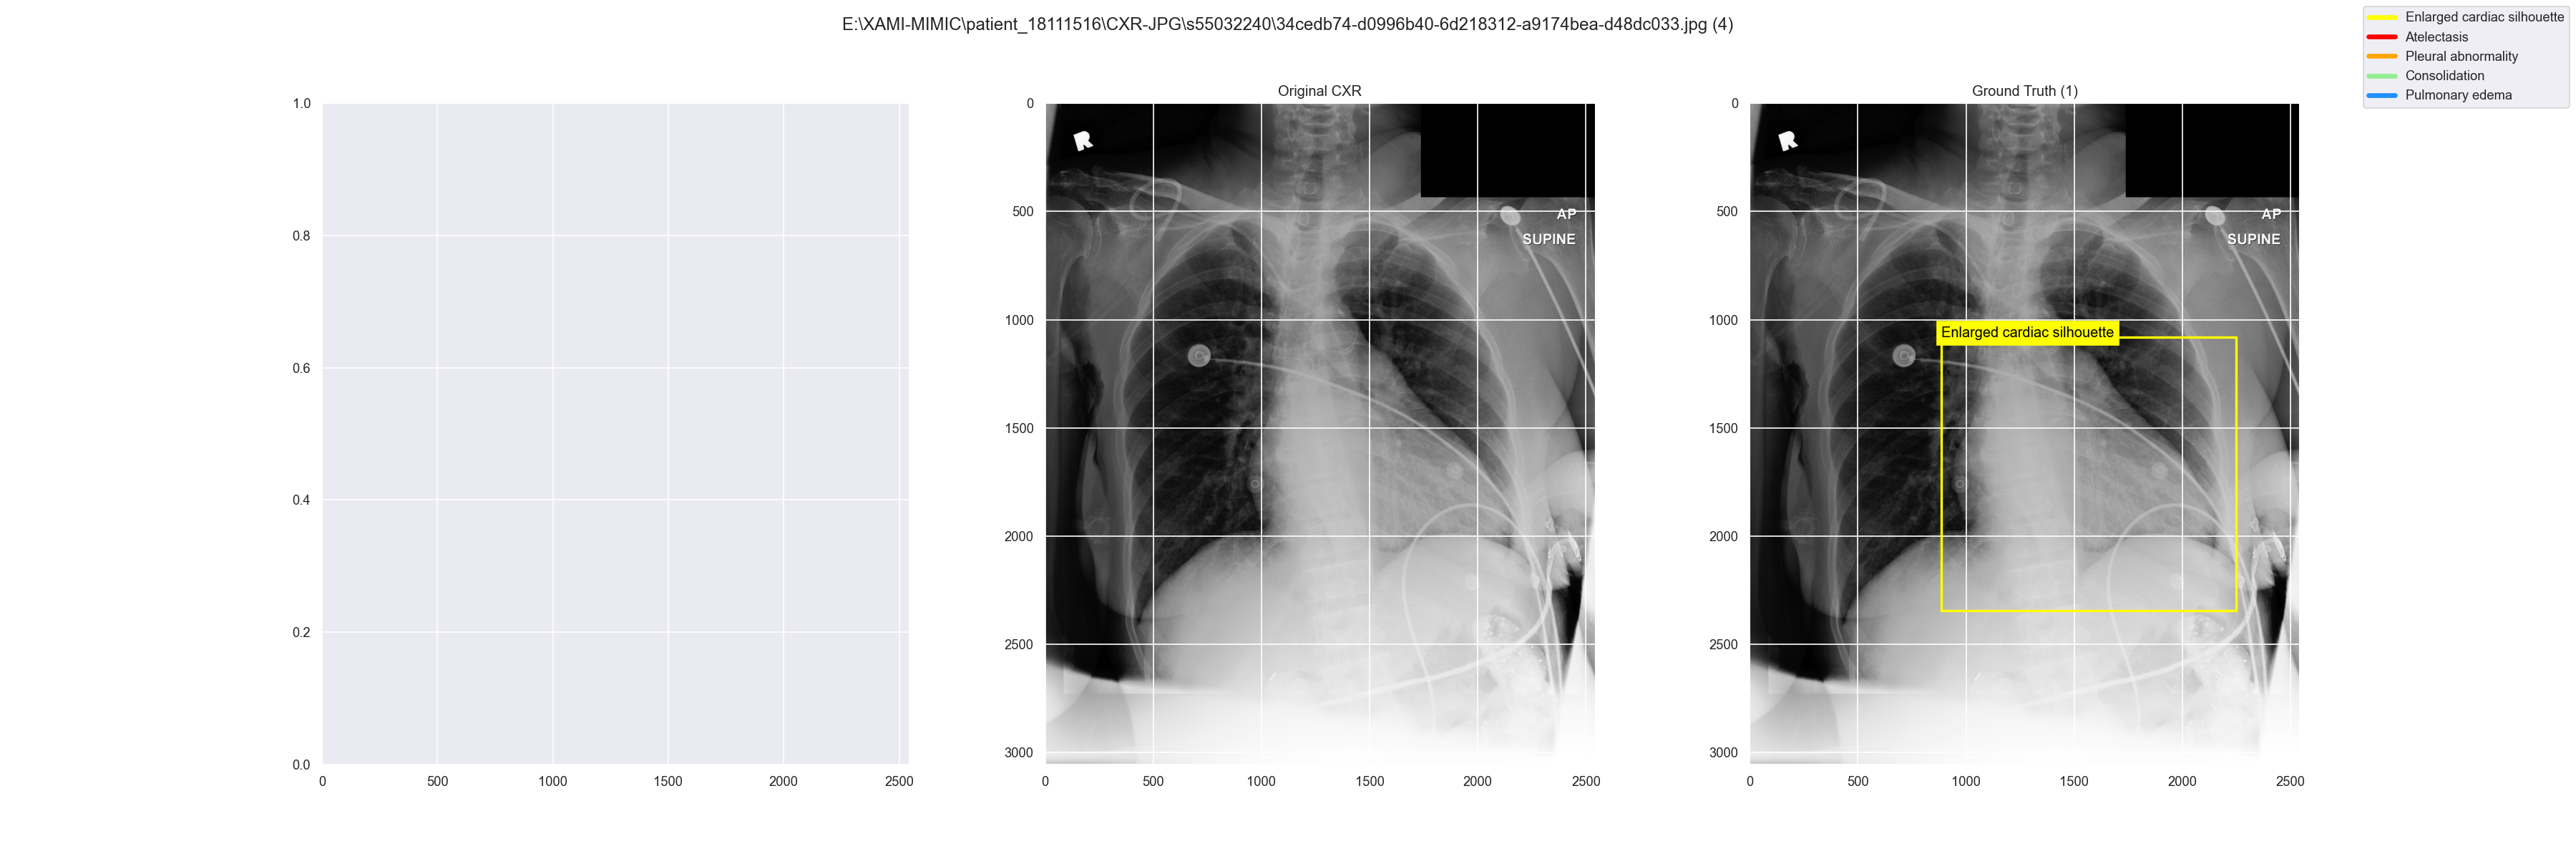 E:\XAMI-MIMIC\patient_18111516\CXR-JPG\s55032240\34cedb74-d0996b40-6d218312-a9174bea-d48dc033.jpg (4)
Enlarged cardiac silhouette
Atelectasis
Pleural abnormality
Consolidation
Pulmonary edema
1.0
0.8
0.6
0.4
0.2
0.0
0 500 1000 1500 2000 2500
Original CXR
0
500
1000
1500
2000
2500
3000
R
AP
SUPINE
0 500 1000 1500 2000 2500
Ground Truth (1)
0
500
1000
1500
2000
2500
3000
R
AP
SUPINE
Enlarged cardiac silhouette
0 500 1000 1500 2000 2500